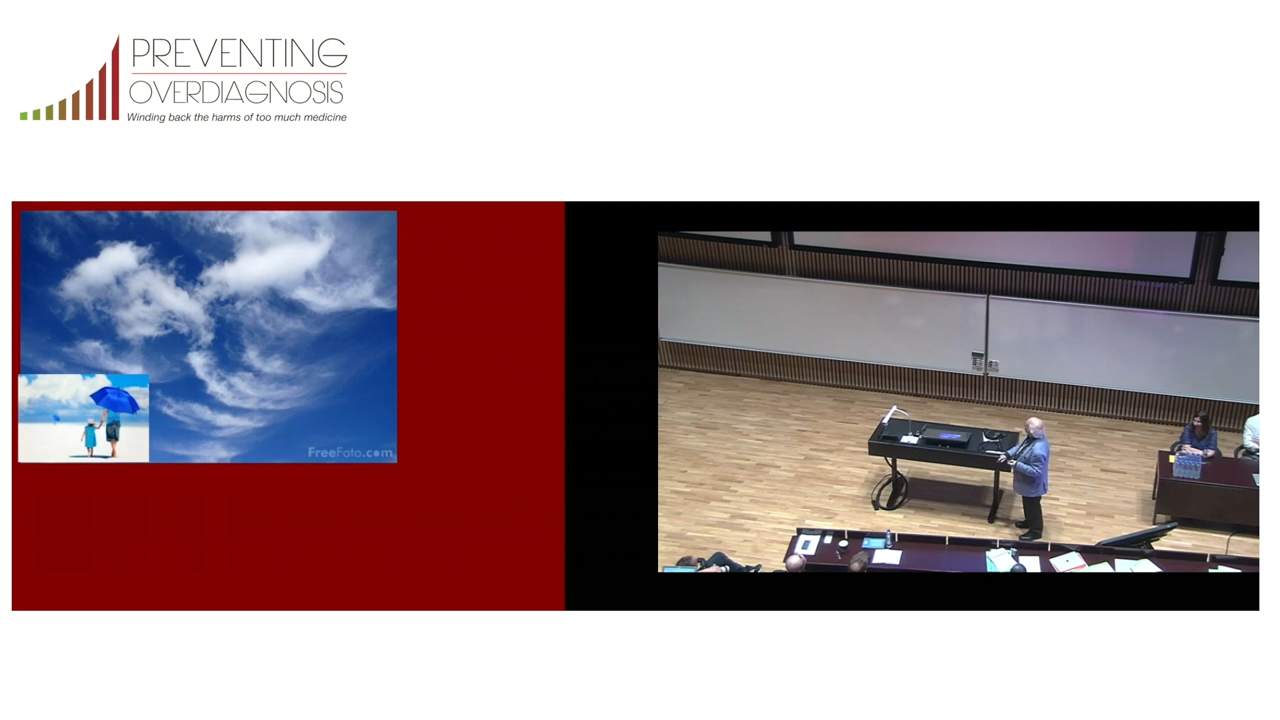 PREVENTING
OVERDIAGNOSIS
Winding back the harms of too much medicine
FreeFoto.com